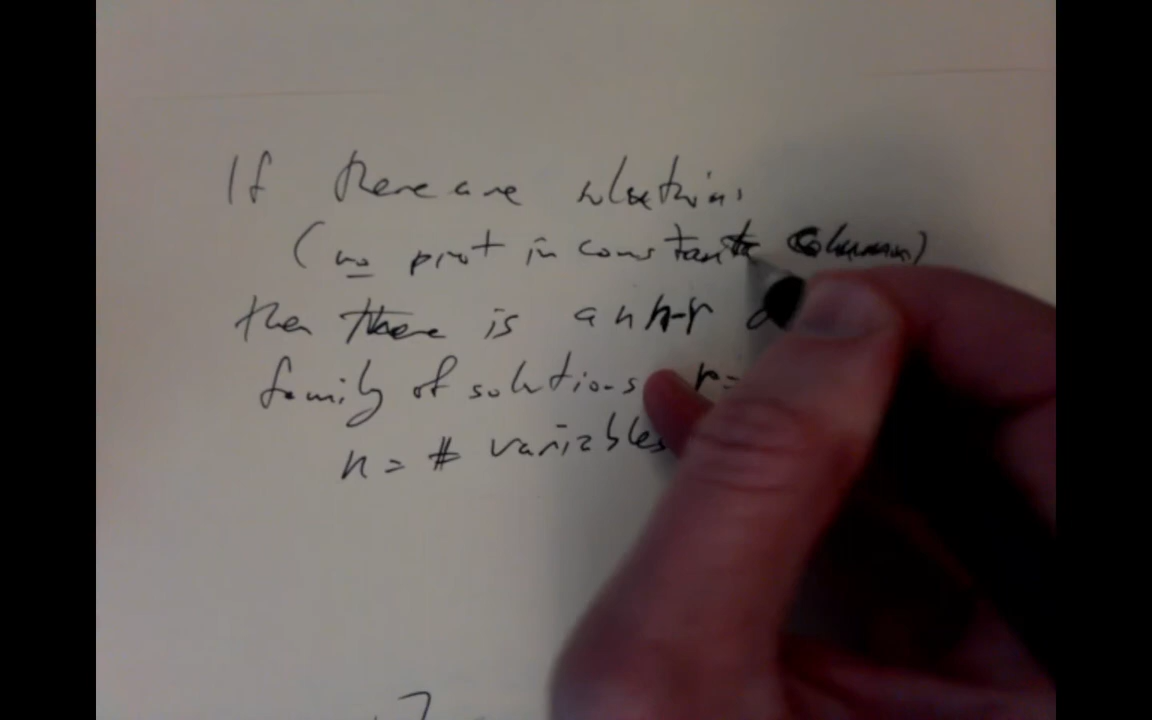 If there are solutions
(no pivot in constants column)
then there is an n-r
family of solutions r=
n = # variables